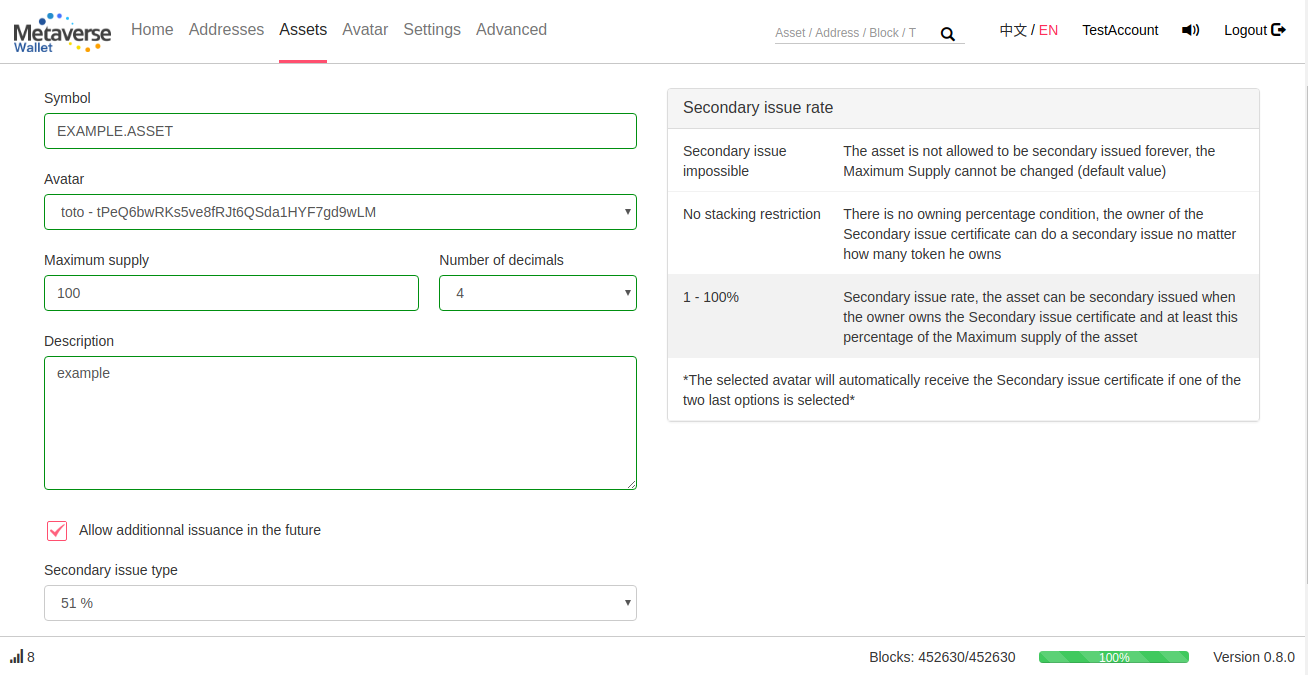 Metaverse
Wallet
Home Addresses Assets Avatar Settings Advanced
Asset / Address / Block / T
中文 / EN
TestAccount
Logout
Symbol
EXAMPLE.ASSET
Avatar
toto - tPeQ6bwRKs5ve8fRJt6QSda1HYF7gd9wLM
Maximum supply
100
Number of decimals
4
Description
example
Allow additionnal issuance in the future
Secondary issue type
51 %
Secondary issue rate
Secondary issue
impossible
The asset is not allowed to be secondary issued forever, the
Maximum Supply cannot be changed (default value)
No stacking restriction
There is no owning percentage condition, the owner of the
Secondary issue certificate can do a secondary issue no matter
how many token he owns
1 - 100%
Secondary issue rate, the asset can be secondary issued when
the owner owns the Secondary issue certificate and at least this
percentage of the Maximum supply of the asset
*The selected avatar will automatically receive the Secondary issue certificate if one of the
two last options is selected*
8
Blocks: 452630/452630
100%
Version 0.8.0